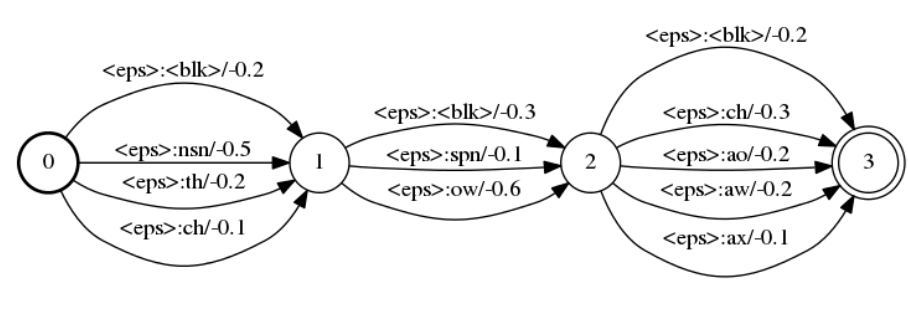 <eps>:<blk>/-0.2
<eps>:<blk>/-0.2
<eps>:<blk>/-0.3
<eps>:ch/-0.3
0
<eps>:nsn/-0.5
1
<eps>:spn/-0.1
2
<eps>:ao/-0.2
3
<eps>:th/-0.2
<eps>:ow/-0.6
<eps>:aw/-0.2
<eps>:ch/-0.1
<eps>:ax/-0.1